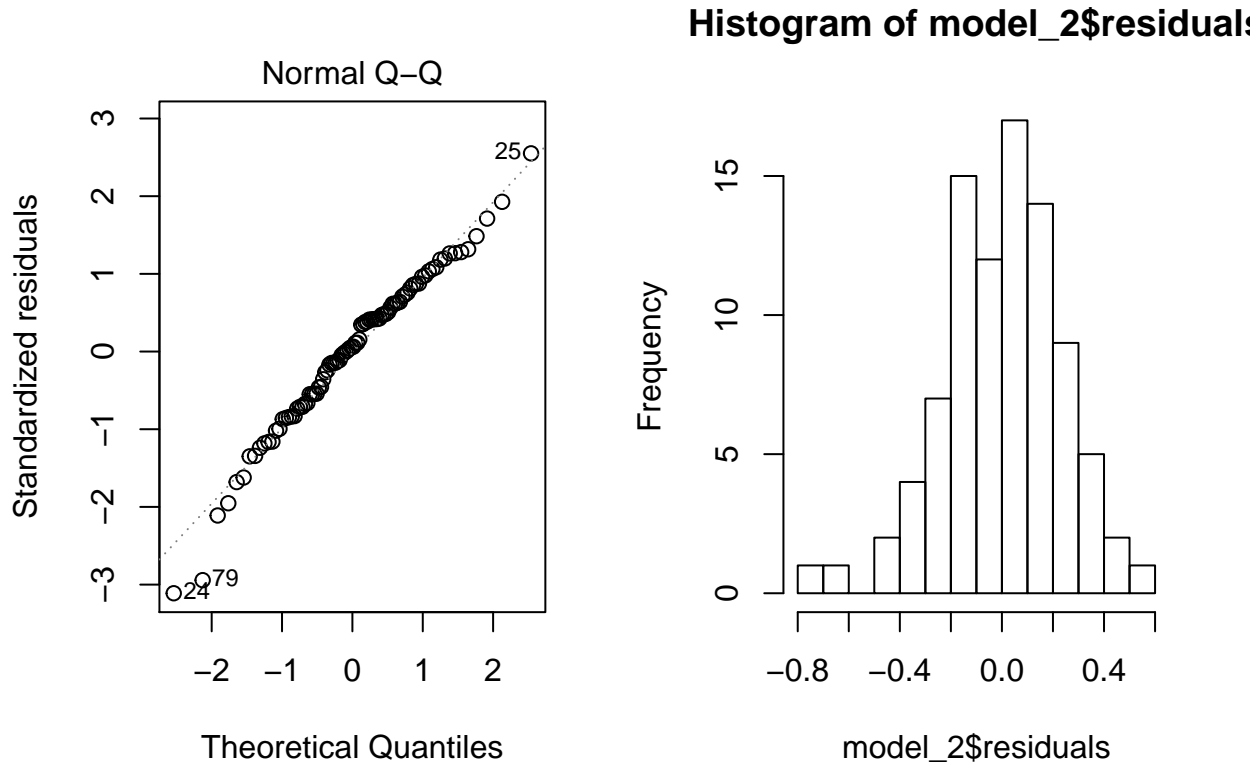 Normal Q−Q
Standardized residuals
3
2
1
0
−1
−2
−3
25
79
24
−2 −1 0 1 2
Theoretical Quantiles
Histogram of model_2$residuals
Frequency
15
10
5
0
−0.8 −0.4 0.0 0.4
model_2$residuals